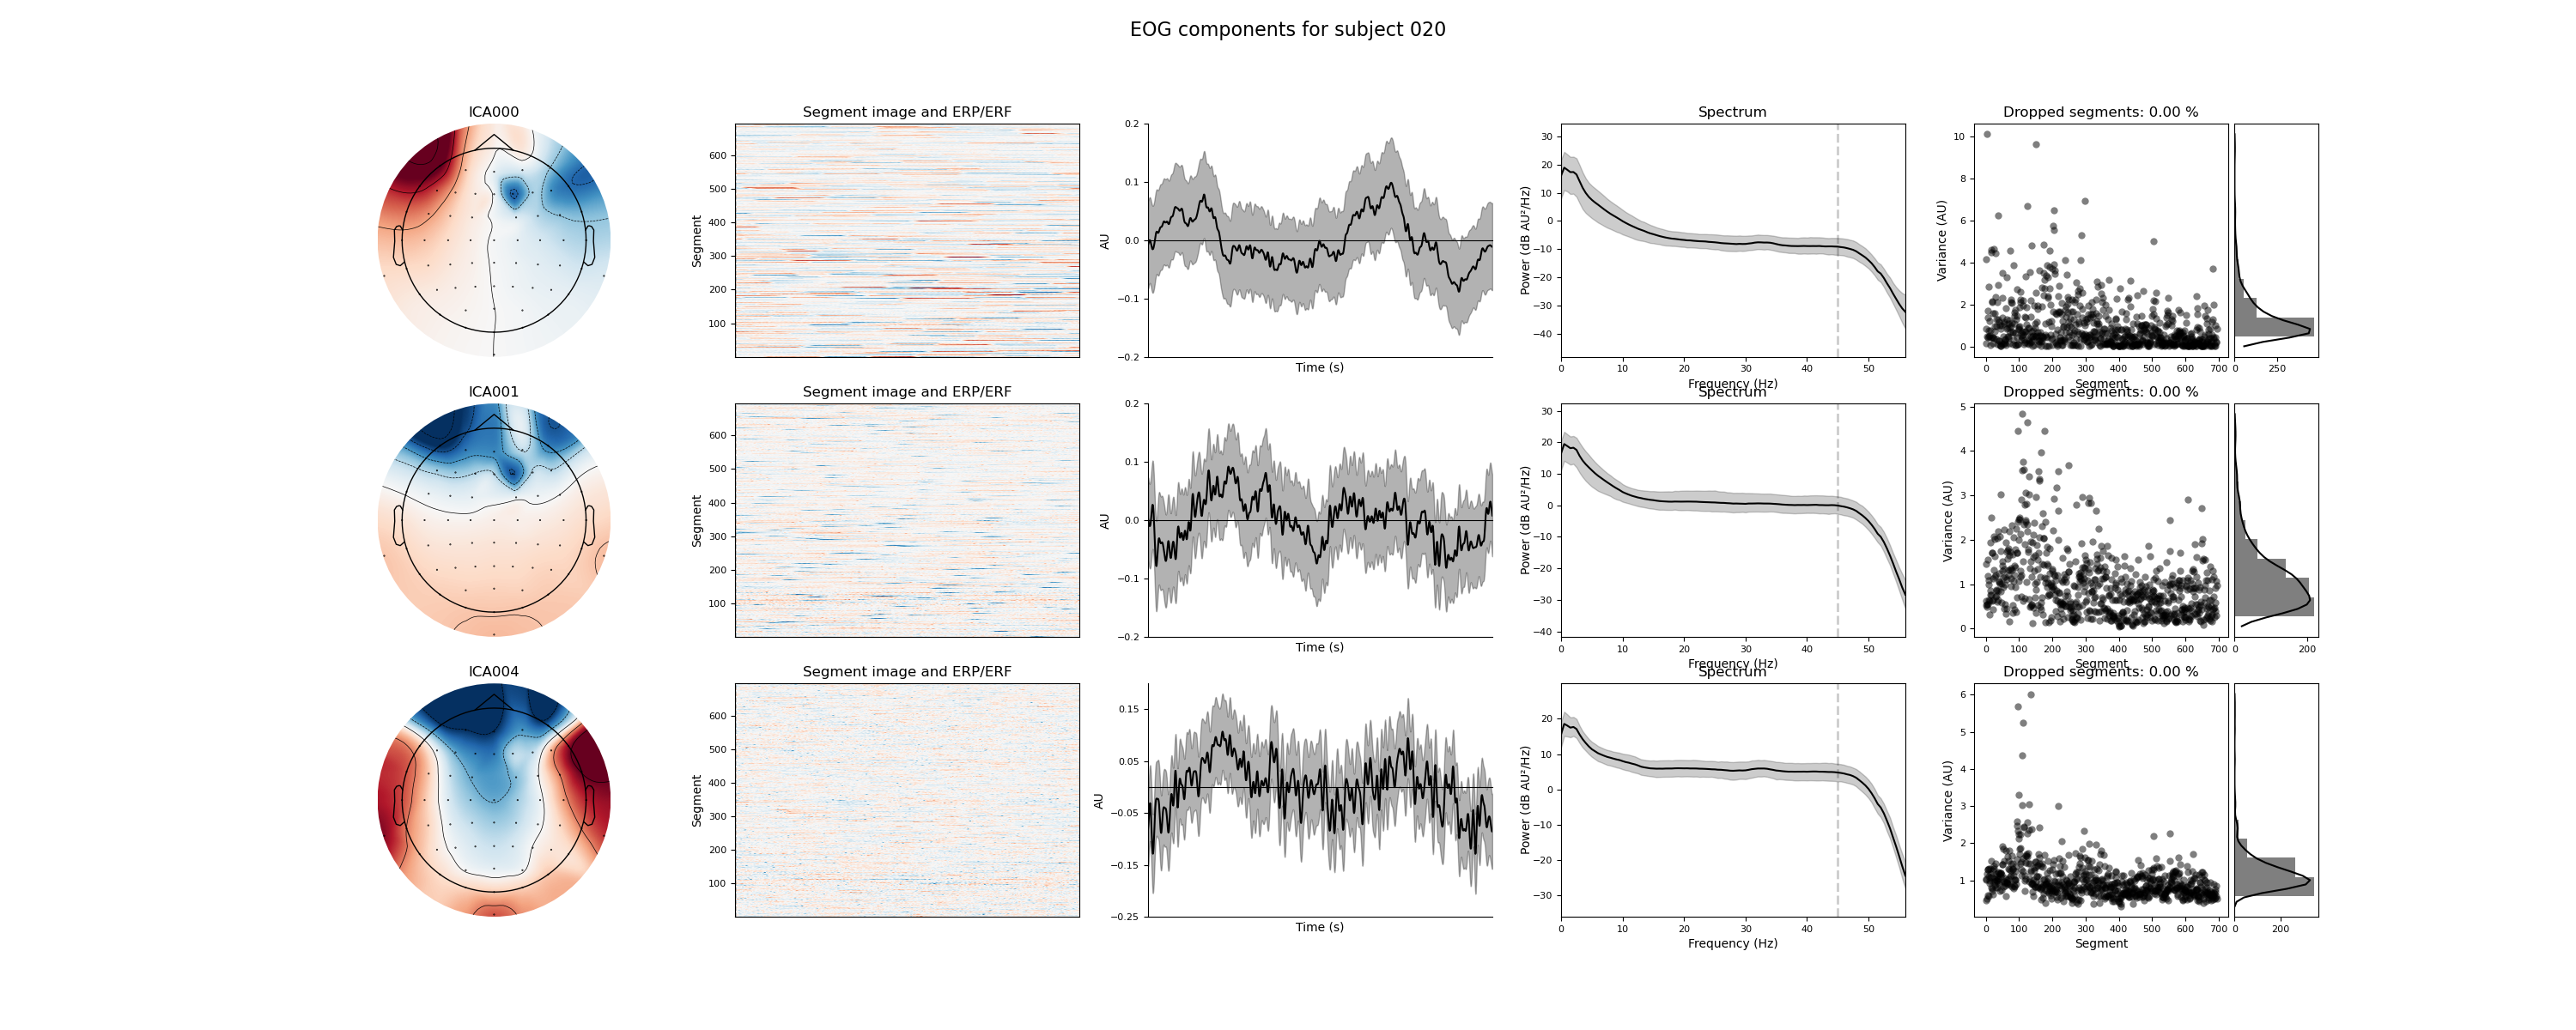 EOG components for subject 020
ICA000
Segment image and ERP/ERF
Spectrum
Dropped segments: 0.00 %
600
500
400
300
200
100
Segment
0.2
0.1
0.0
−0.1
−0.2
AU
Time (s)
30
20
10
0
−10
−20
−30
−40
Power (dB AU²/Hz)
0 10 20 30 40 50
Frequency (Hz)
10
8
6
4
2
0
Variance (AU)
0 100 200 300 400 500 600 700
Segment
0 250
ICA001
Segment image and ERP/ERF
Spectrum
Dropped segments: 0.00 %
600
500
400
300
200
100
Segment
0.2
0.1
0.0
−0.1
−0.2
AU
Time (s)
30
20
10
0
−10
−20
−30
−40
Power (dB AU²/Hz)
0 10 20 30 40 50
Frequency (Hz)
5
4
3
2
1
0
Variance (AU)
0 100 200 300 400 500 600 700
Segment
0 200
ICA004
Segment image and ERP/ERF
Spectrum
Dropped segments: 0.00 %
600
500
400
300
200
100
Segment
0.15
0.05
−0.05
−0.15
−0.25
AU
Time (s)
20
10
0
−10
−20
−30
Power (dB AU²/Hz)
0 10 20 30 40 50
Frequency (Hz)
6
5
4
3
2
1
Variance (AU)
0 100 200 300 400 500 600 700
Segment
0 200